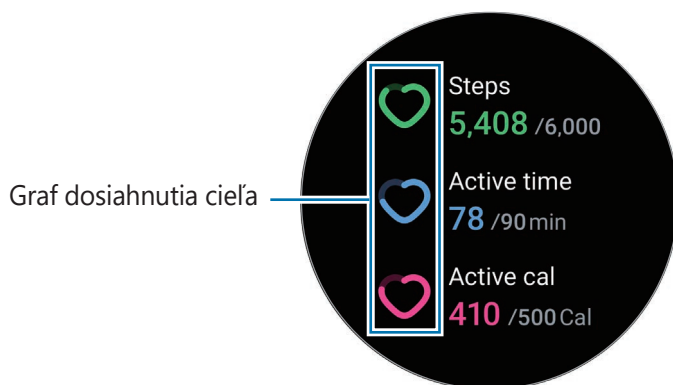 Steps
5,408 /6,000
Graf dosiahnutia cieľa
Active time
78 /90 min
Active cal
410 /500 Cal